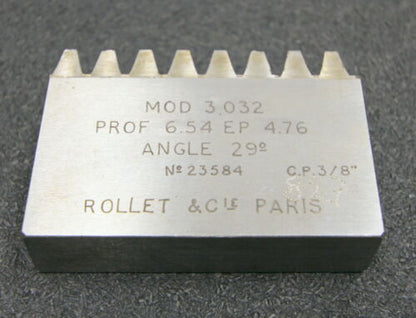 MOD 3,032
PROF 6.54 EP 4.76
ANGLE 29º
Nº 23584 C.P. 3/8"
ROLLET & Cᴵᴱ PARIS